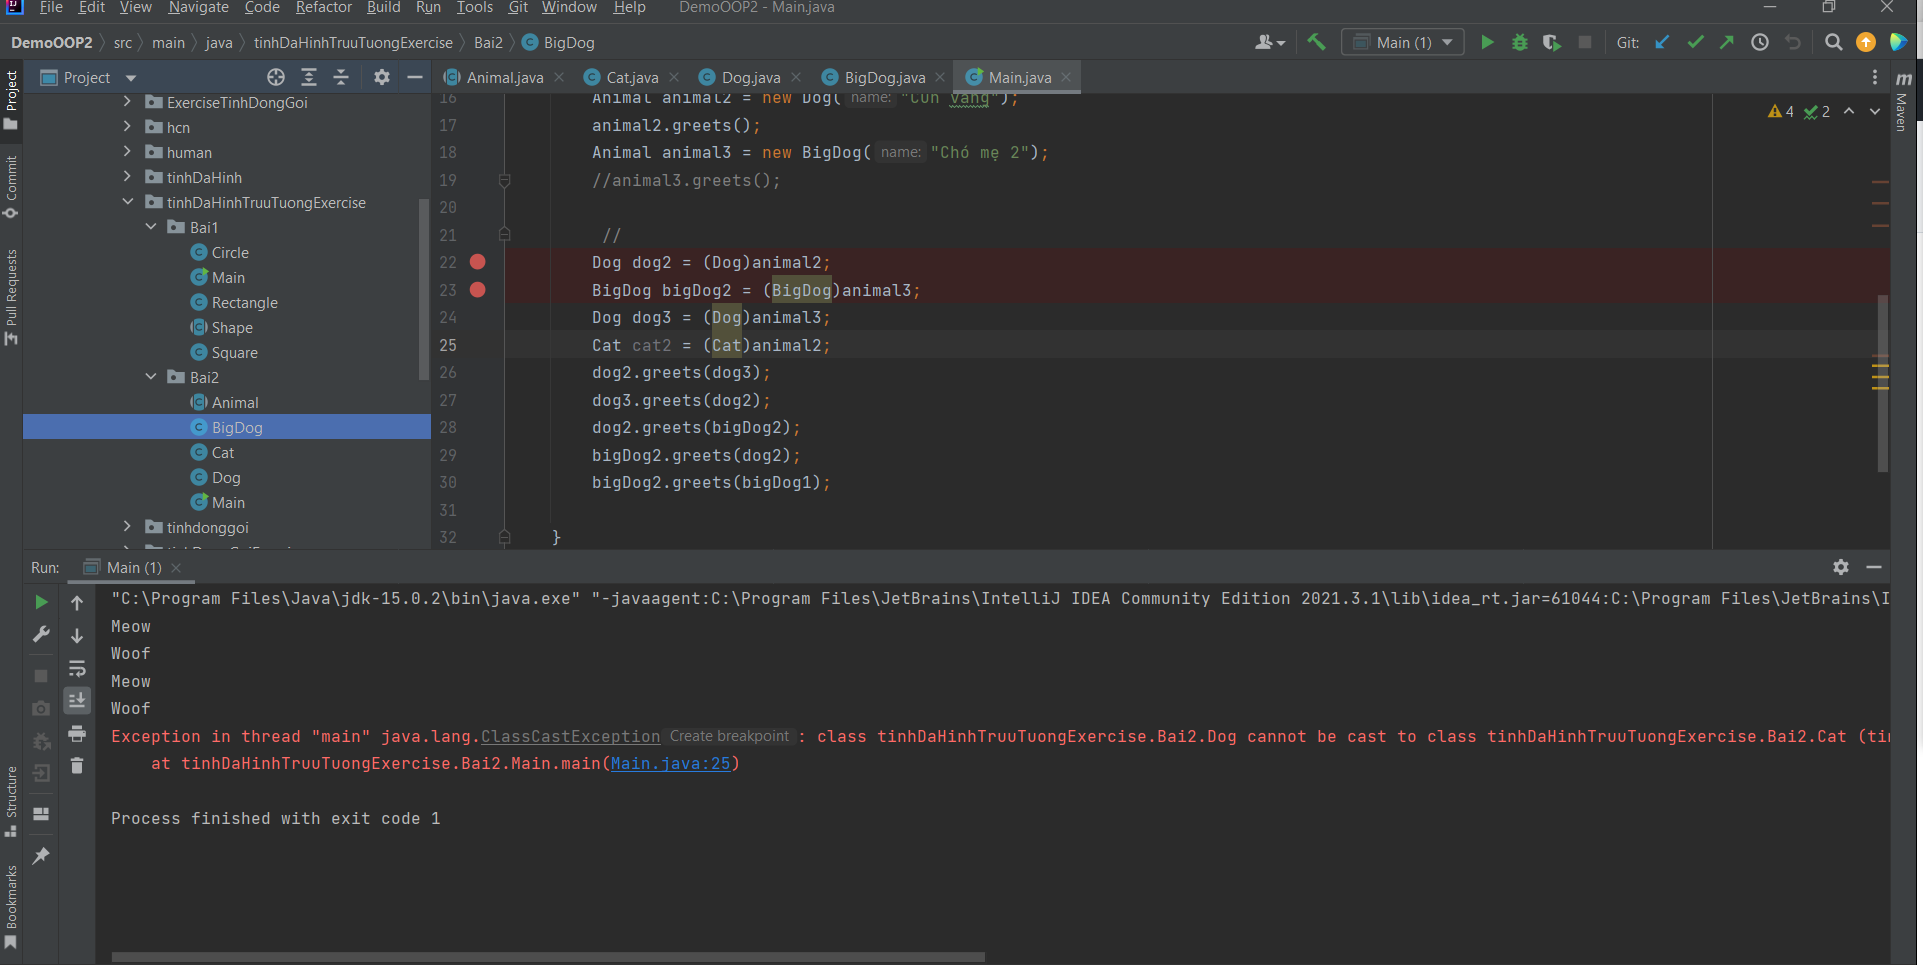 File Edit View Navigate Code Refactor Build Run Tools Git Window Help DemoOOP2 - Main.java
DemoOOP2 src main java tinhDaHinhTruuTuongExercise Bai2 BigDog Main (1) Git:
Project
Commit
Pull Requests
Structure
Bookmarks
Project
ExerciseTinhDongGoi
hcn
human
tinhDaHinh
tinhDaHinhTruuTuongExercise
Bai1
Circle
Main
Rectangle
Shape
Square
Bai2
Animal
BigDog
Cat
Dog
Main
tinhdonggoi
Animal.java Cat.java Dog.java BigDog.java Main.java
4 2
16 Animal animal2 = new Dog( name: "Cún vàng");
17 animal2.greets();
18 Animal animal3 = new BigDog( name: "Chó mẹ 2");
19 //animal3.greets();
20
21 //
22 Dog dog2 = (Dog)animal2;
23 BigDog bigDog2 = (BigDog)animal3;
24 Dog dog3 = (Dog)animal3;
25 Cat cat2 = (Cat)animal2;
26 dog2.greets(dog3);
27 dog3.greets(dog2);
28 dog2.greets(bigDog2);
29 bigDog2.greets(dog2);
30 bigDog2.greets(bigDog1);
31
32 }
m Maven
Run: Main (1)
"C:\Program Files\Java\jdk-15.0.2\bin\java.exe" "-javaagent:C:\Program Files\JetBrains\IntelliJ IDEA Community Edition 2021.3.1\lib\idea_rt.jar=61044:C:\Program Files\JetBrains\I
Meow
Woof
Meow
Woof
Exception in thread "main" java.lang.ClassCastException Create breakpoint : class tinhDaHinhTruuTuongExercise.Bai2.Dog cannot be cast to class tinhDaHinhTruuTuongExercise.Bai2.Cat (tin
at tinhDaHinhTruuTuongExercise.Bai2.Main.main(Main.java:25)
Process finished with exit code 1